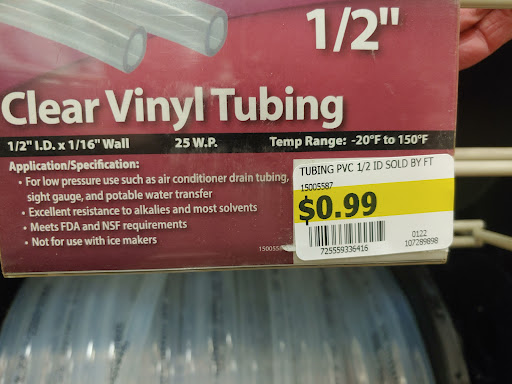 1/2"
Clear Vinyl Tubing
1/2" I.D. x 1/16" Wall 25 W.P. Temp Range: -20°F to 150°F
Application/Specification:
• For low pressure use such as air conditioner drain tubing,
sight gauge, and potable water transfer
• Excellent resistance to alkalies and most solvents
• Meets FDA and NSF requirements
• Not for use with ice makers
TUBING PVC 1/2 ID SOLD BY FT
15005587
$0.99
725559336416
0122
107289898